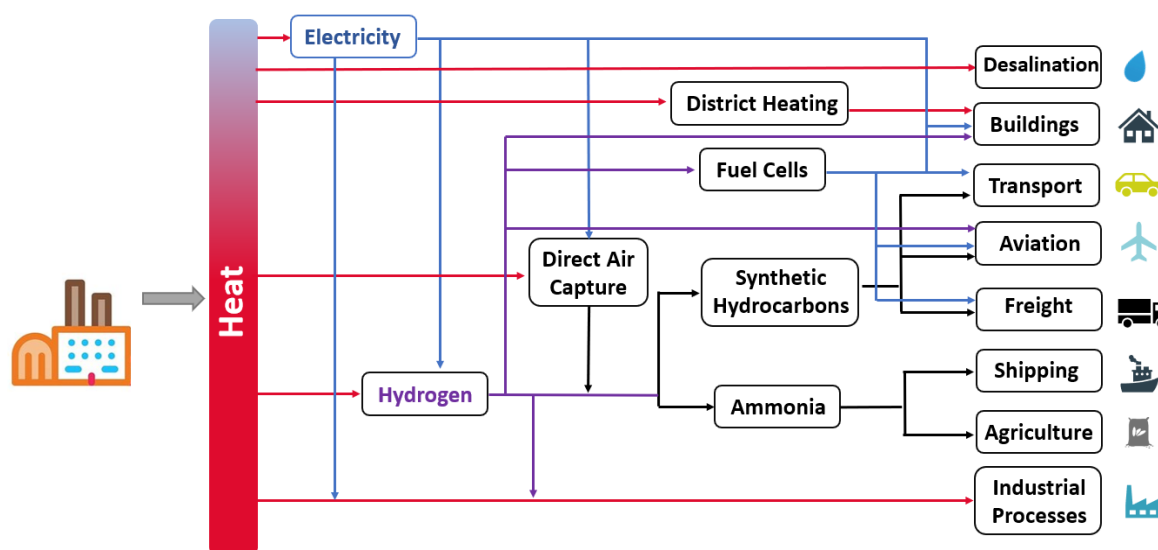 Electricity
Desalination
District Heating
Buildings
Fuel Cells
Transport
Aviation
Direct Air
Capture
Synthetic
Hydrocarbons
Heat
Freight
Shipping
Hydrogen
Ammonia
Agriculture
Industrial
Processes